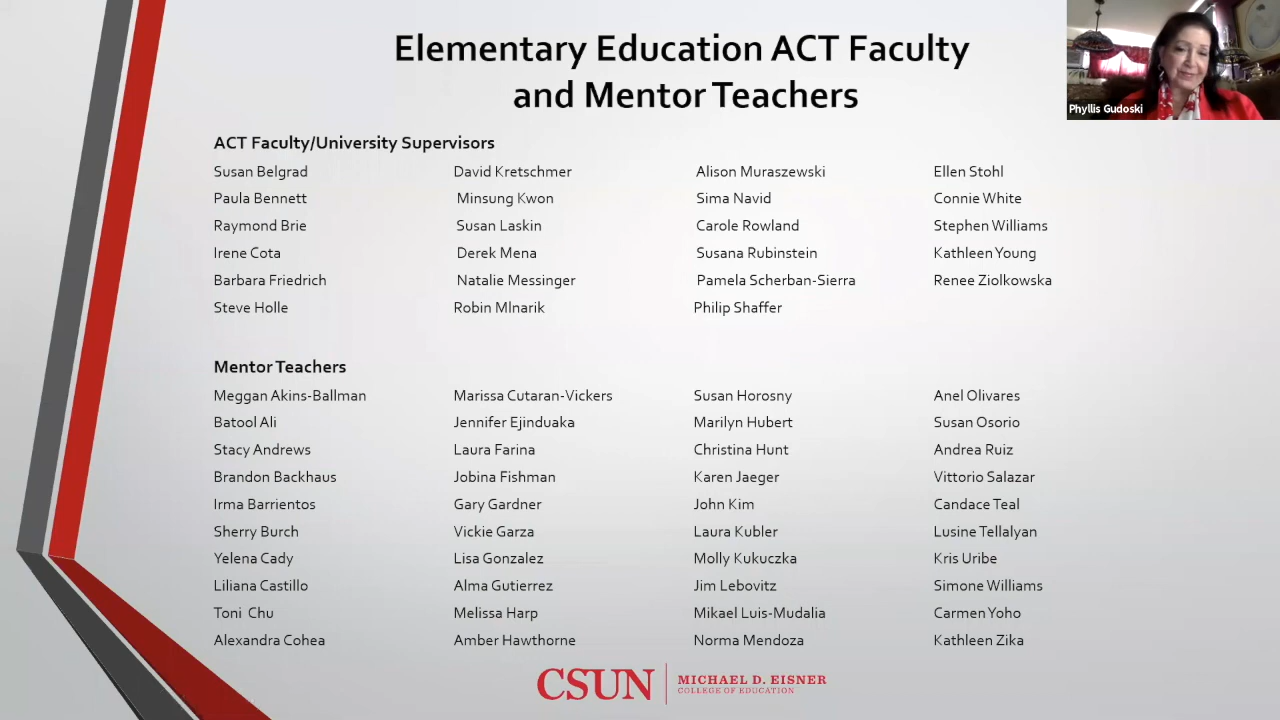 Elementary Education ACT Faculty
and Mentor Teachers
Phyllis Gudoski
ACT Faculty/University Supervisors
Susan Belgrad David Kretschmer Alison Muraszewski Ellen Stohl
Paula Bennett Minsung Kwon Sima Navid Connie White
Raymond Brie Susan Laskin Carole Rowland Stephen Williams
Irene Cota Derek Mena Susana Rubinstein Kathleen Young
Barbara Friedrich Natalie Messinger Pamela Scherban-Sierra Renee Ziolkowska
Steve Holle Robin Mlnarik Philip Shaffer
Mentor Teachers
Meggan Akins-Ballman Marissa Cutaran-Vickers Susan Horosny Anel Olivares
Batool Ali Jennifer Ejinduaka Marilyn Hubert Susan Osorio
Stacy Andrews Laura Farina Christina Hunt Andrea Ruiz
Brandon Backhaus Jobina Fishman Karen Jaeger Vittorio Salazar
Irma Barrientos Gary Gardner John Kim Candace Teal
Sherry Burch Vickie Garza Laura Kubler Lusine Tellalyan
Yelena Cady Lisa Gonzalez Molly Kukuczka Kris Uribe
Liliana Castillo Alma Gutierrez Jim Lebovitz Simone Williams
Toni Chu Melissa Harp Mikael Luis-Mudalia Carmen Yoho
Alexandra Cohea Amber Hawthorne Norma Mendoza Kathleen Zika
CSUN MICHAEL D. EISNER
COLLEGE OF EDUCATION